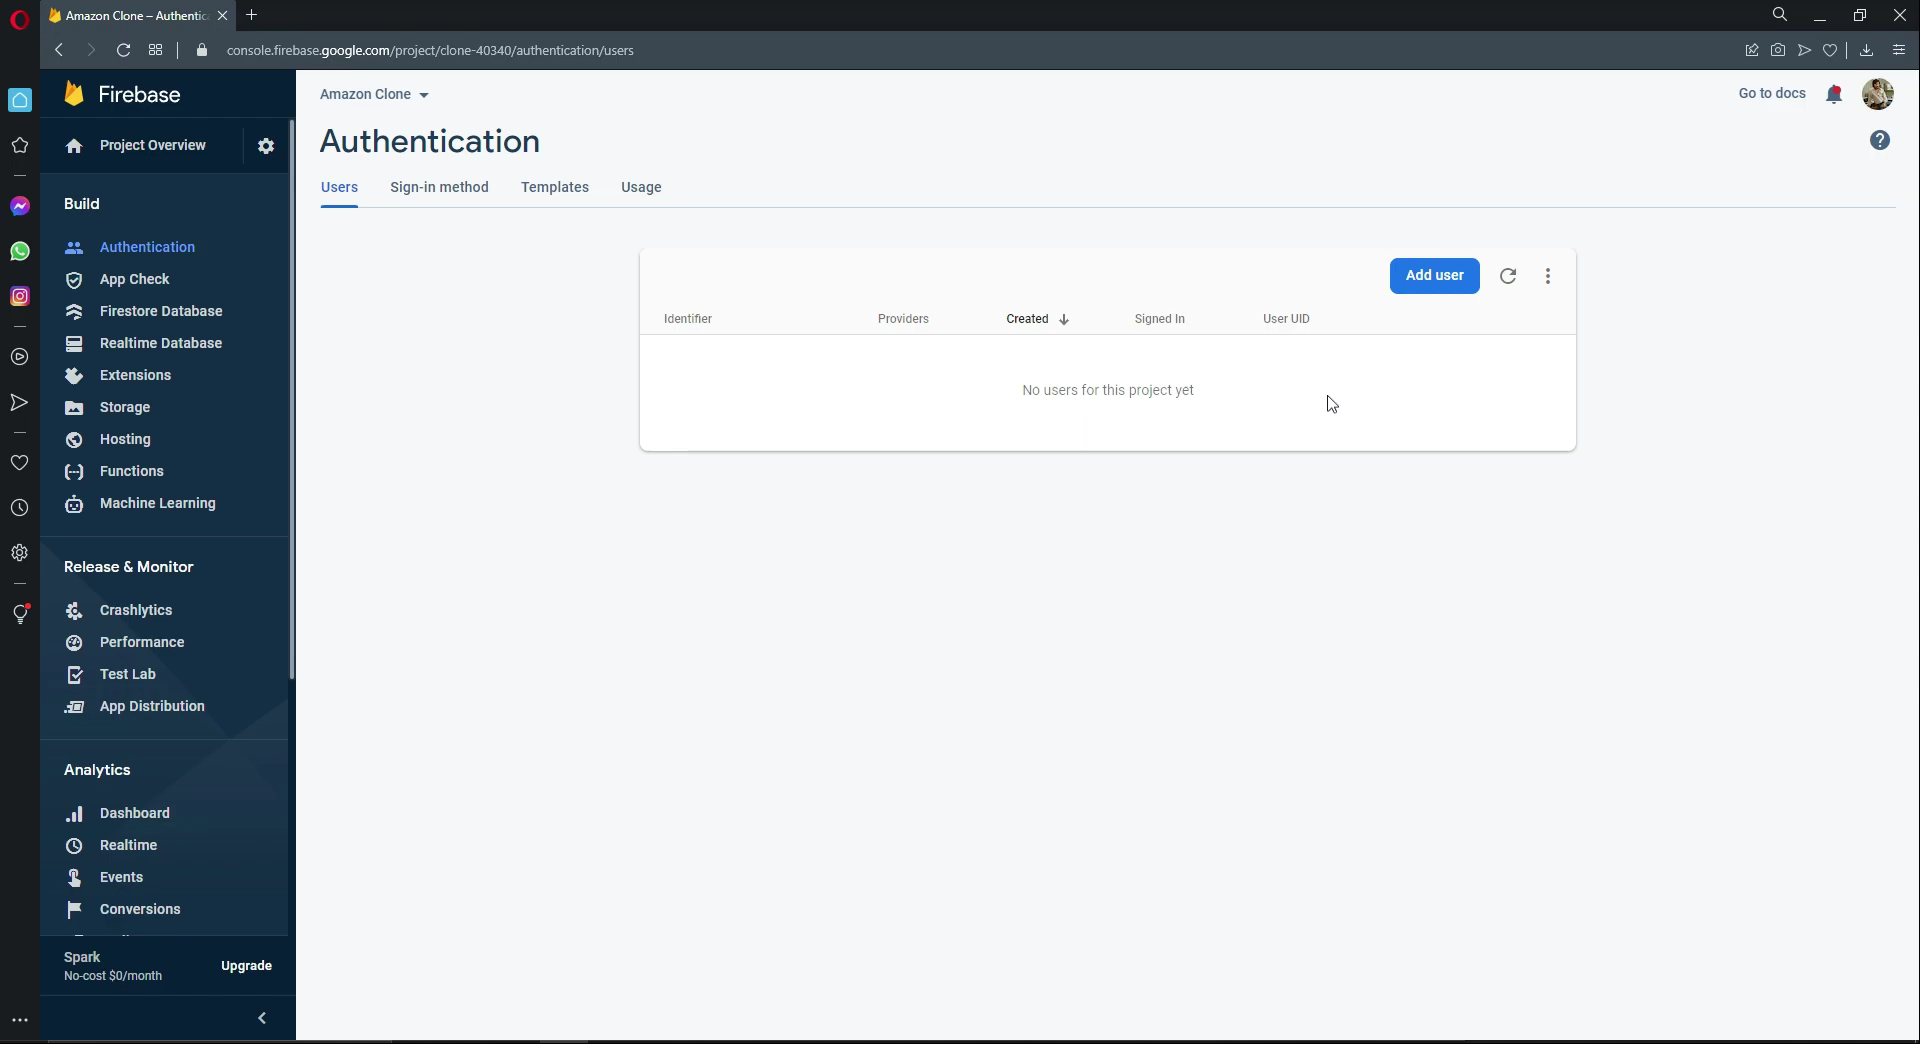 Amazon Clone – Authentic
console.firebase.google.com/project/clone-40340/authentication/users
Firebase
Project Overview
Build
Authentication
App Check
Firestore Database
Realtime Database
Extensions
Storage
Hosting
Functions
Machine Learning
Release & Monitor
Crashlytics
Performance
Test Lab
App Distribution
Analytics
Dashboard
Realtime
Events
Conversions
Spark
No-cost $0/month
Upgrade
Amazon Clone
Go to docs
Authentication
Users Sign-in method Templates Usage
Add user
Identifier Providers Created Signed In User UID
No users for this project yet